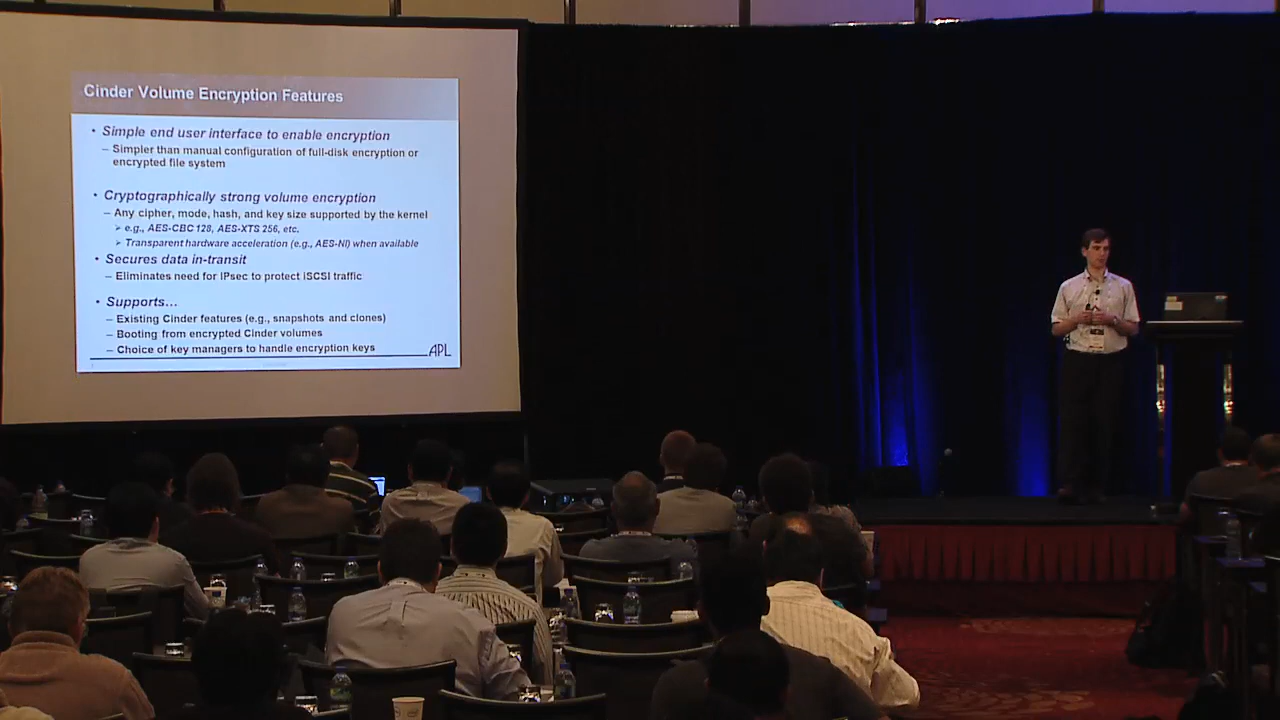 Cinder Volume Encryption Features
• Simple end user interface to enable encryption
– Simpler than manual configuration of full-disk encryption or
encrypted file system
• Cryptographically strong volume encryption
– Any cipher, mode, hash, and key size supported by the kernel
➢ e.g., AES-CBC 128, AES-XTS 256, etc.
➢ Transparent hardware acceleration (e.g., AES-NI) when available
• Secures data in-transit
– Eliminates need for IPsec to protect iSCSI traffic
• Supports…
– Existing Cinder features (e.g., snapshots and clones)
– Booting from encrypted Cinder volumes
– Choice of key managers to handle encryption keys
APL